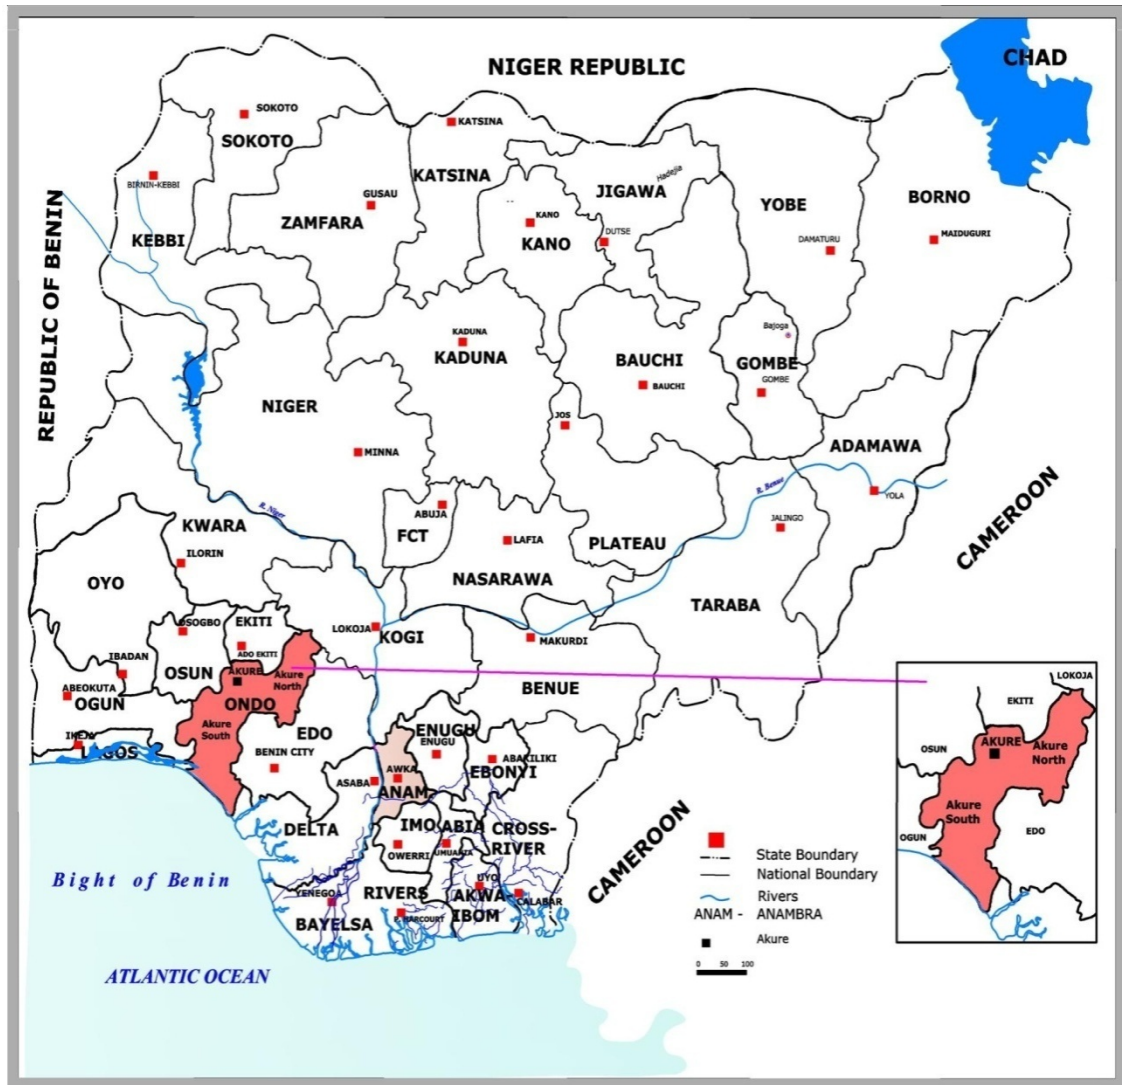 NIGER REPUBLIC
CHAD
SOKOTO
SOKOTO
KATSINA
KATSINA
BIRNIN-KEBBI
KEBBI
GUSAU
ZAMFARA
KANO
KANO
JIGAWA
Hadejia
DUTSE
YOBE
DAMATURU
BORNO
MAIDUGURI
REPUBLIC OF BENIN
KADUNA
KADUNA
BAUCHI
BAUCHI
Bajoga
GOMBE
GOMBE
NIGER
MINNA
JOS
ADAMAWA
YOLA
R. Benue
R. Niger
ABUJA
FCT
LAFIA
NASARAWA
PLATEAU
JALINGO
TARABA
CAMEROON
KWARA
ILORIN
OYO
OSOGBO
OSUN
EKITI
ADO EKITI
IBADAN
ABEOKUTA
OGUN
IKEJA
LAGOS
AKURE
Akure
North
ONDO
Akure
South
LOKOJA
KOGI
MAKURDI
BENUE
EDO
BENIN CITY
ENUGU
ENUGU
ABAKILIKI
EBONYI
ASABA
AWKA
ANAM.
DELTA
IMO
OWERRI
ABIA
UMUAHIA
CROSS-
RIVER
CAMEROON
UYO
AKWA-
IBOM
CALABAR
RIVERS
P. HARCOURT
YENEGOA
BAYELSA
Bight of Benin
ATLANTIC OCEAN
State Boundary
National Boundary
Rivers
ANAM - ANAMBRA
Akure
0 50 100
LOKOJA
EKITI
OSUN
AKURE
Akure
North
Akure
South
OGUN
EDO